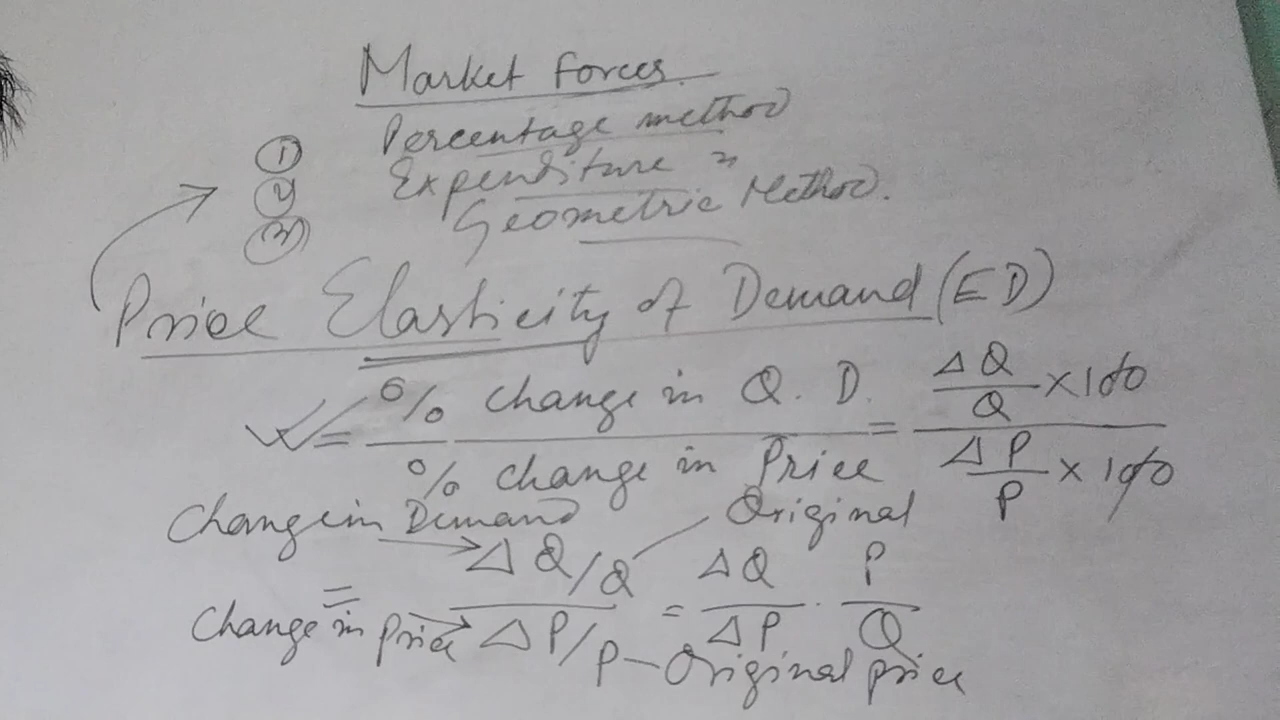 Market forces.
① Percentage method
② Expenditure "
③ Geometric Method.
Price Elasticity of Demand (ED)
= % change in Q. D. / % change in Price = ΔQ/Q × 100 / ΔP/P × 100
Change in Demand → ΔQ/Q — Original
= ΔQ/Q / ΔP/P = ΔQ/ΔP · P/Q
Change in price → ΔP/P — Original price